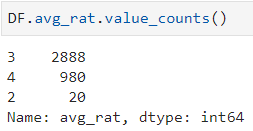 DF.avg_rat.value_counts()
3    2888
4     980
2      20
Name: avg_rat, dtype: int64